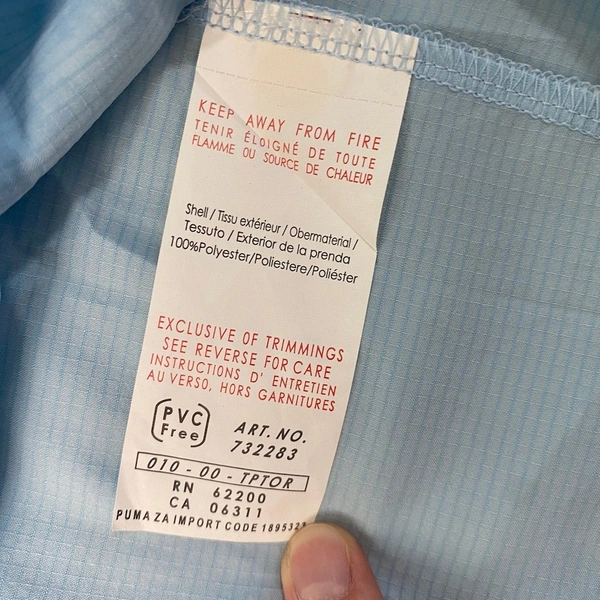 KEEP AWAY FROM FIRE
TENIR ÉLOIGNÉ DE TOUTE
FLAMME OU SOURCE DE CHALEUR
Shell / Tissu extérieur / Obermaterial /
Tessuto / Exterior de la prenda
100%Polyester/Poliestere/Poliéster
EXCLUSIVE OF TRIMMINGS
SEE REVERSE FOR CARE
INSTRUCTIONS D' ENTRETIEN
AU VERSO, HORS GARNITURES
PVC
Free
ART. NO.
732283
010 - 00 - TPTOR
RN 62200
CA 06311
PUMA ZA IMPORT CODE 1895323